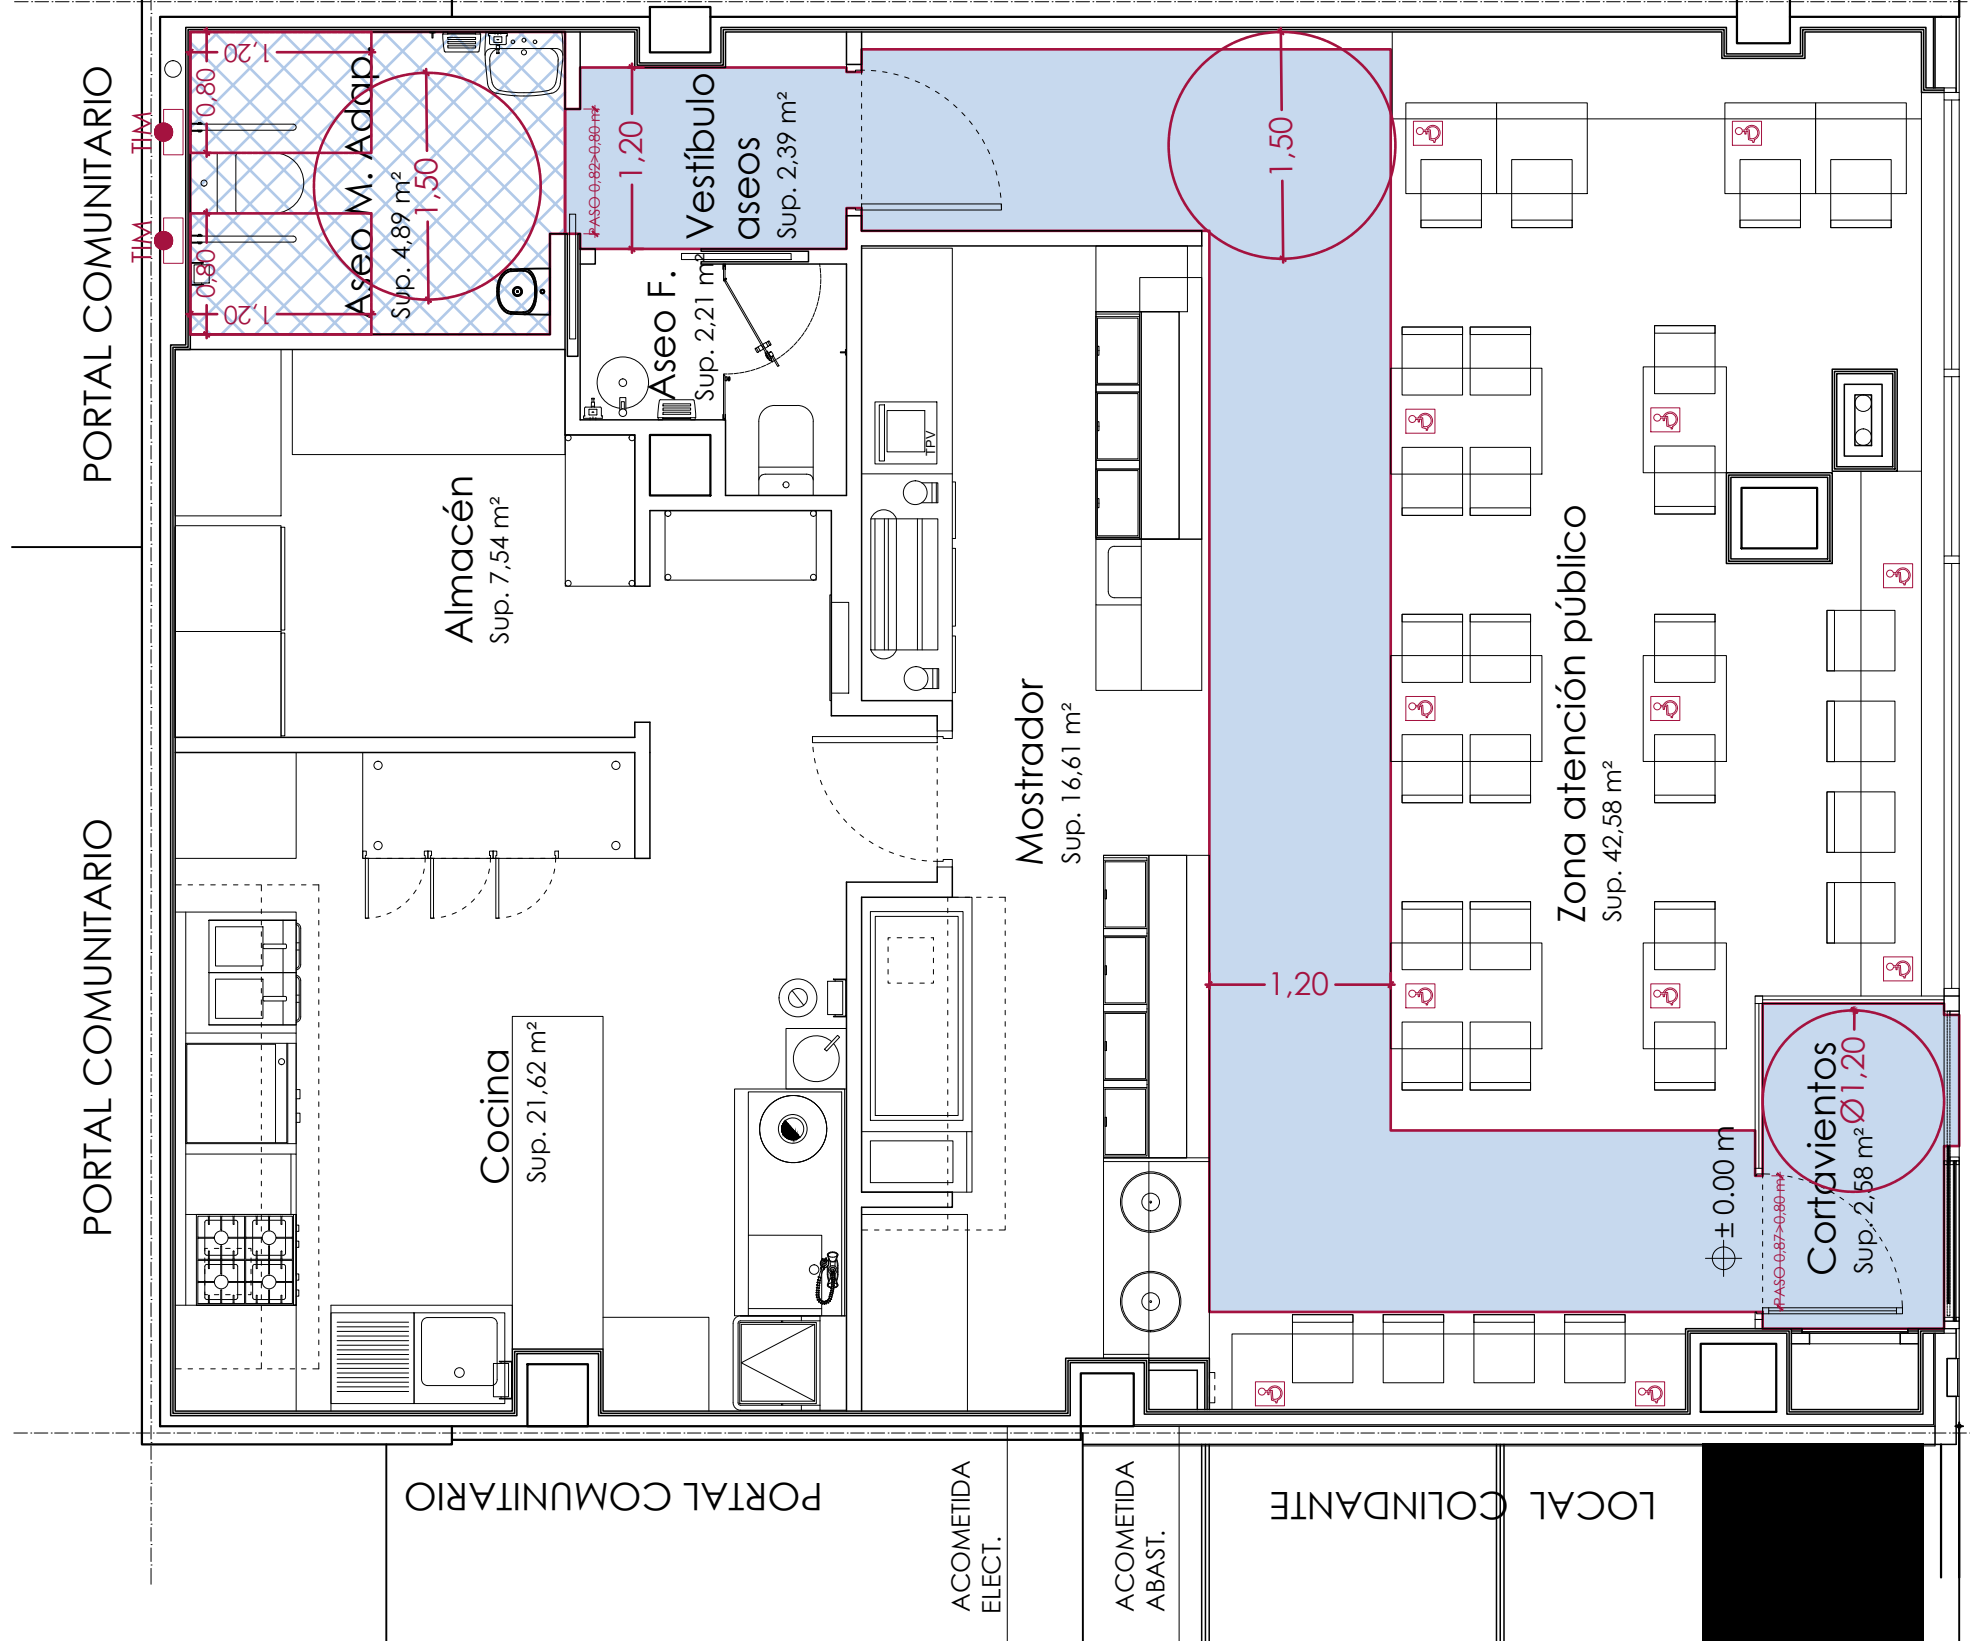 PORTAL COMUNITARIO
PORTAL COMUNITARIO
1,20
0,80
TIM
TIM
0,80
1,20
Aseo M. Adap.
Sup. 4,89 m²
1,50
PASO 0,82>0,80 m
1,20
Vestíbulo
aseos
Sup. 2,39 m²
1,50
Aseo F.
Sup. 2,21 m²
TPV
Almacén
Sup. 7,54 m²
Mostrador
Sup. 16,61 m²
Zona atención público
Sup. 42,58 m²
1,20
Cocina
Sup. 21,62 m²
Cortavientos
Sup. 2,58 m²
Ø1,20
± 0.00 m
PASO 0,87>0,80 m
PORTAL COMUNITARIO
ACOMETIDA
ELECT.
ACOMETIDA
ABAST.
LOCAL COLINDANTE